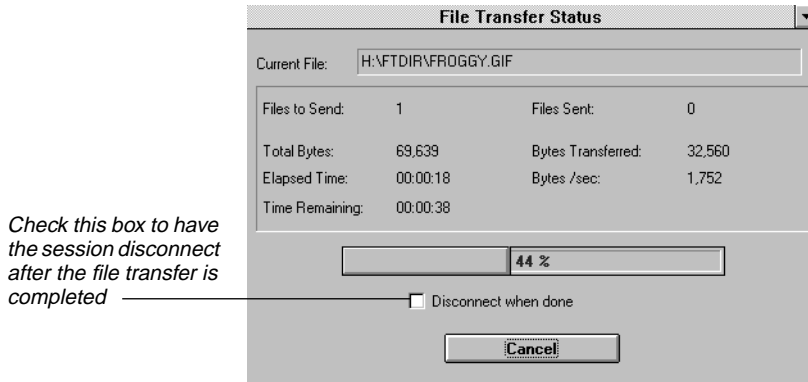 File Transfer Status
Current File: H:\FTDIR\FROGGY.GIF
Files to Send: 1 Files Sent: 0
Total Bytes: 69,639 Bytes Transferred: 32,560
Elapsed Time: 00:00:18 Bytes /sec: 1,752
Time Remaining: 00:00:38
Check this box to have
the session disconnect
after the file transfer is
completed
44 %
Disconnect when done
Cancel